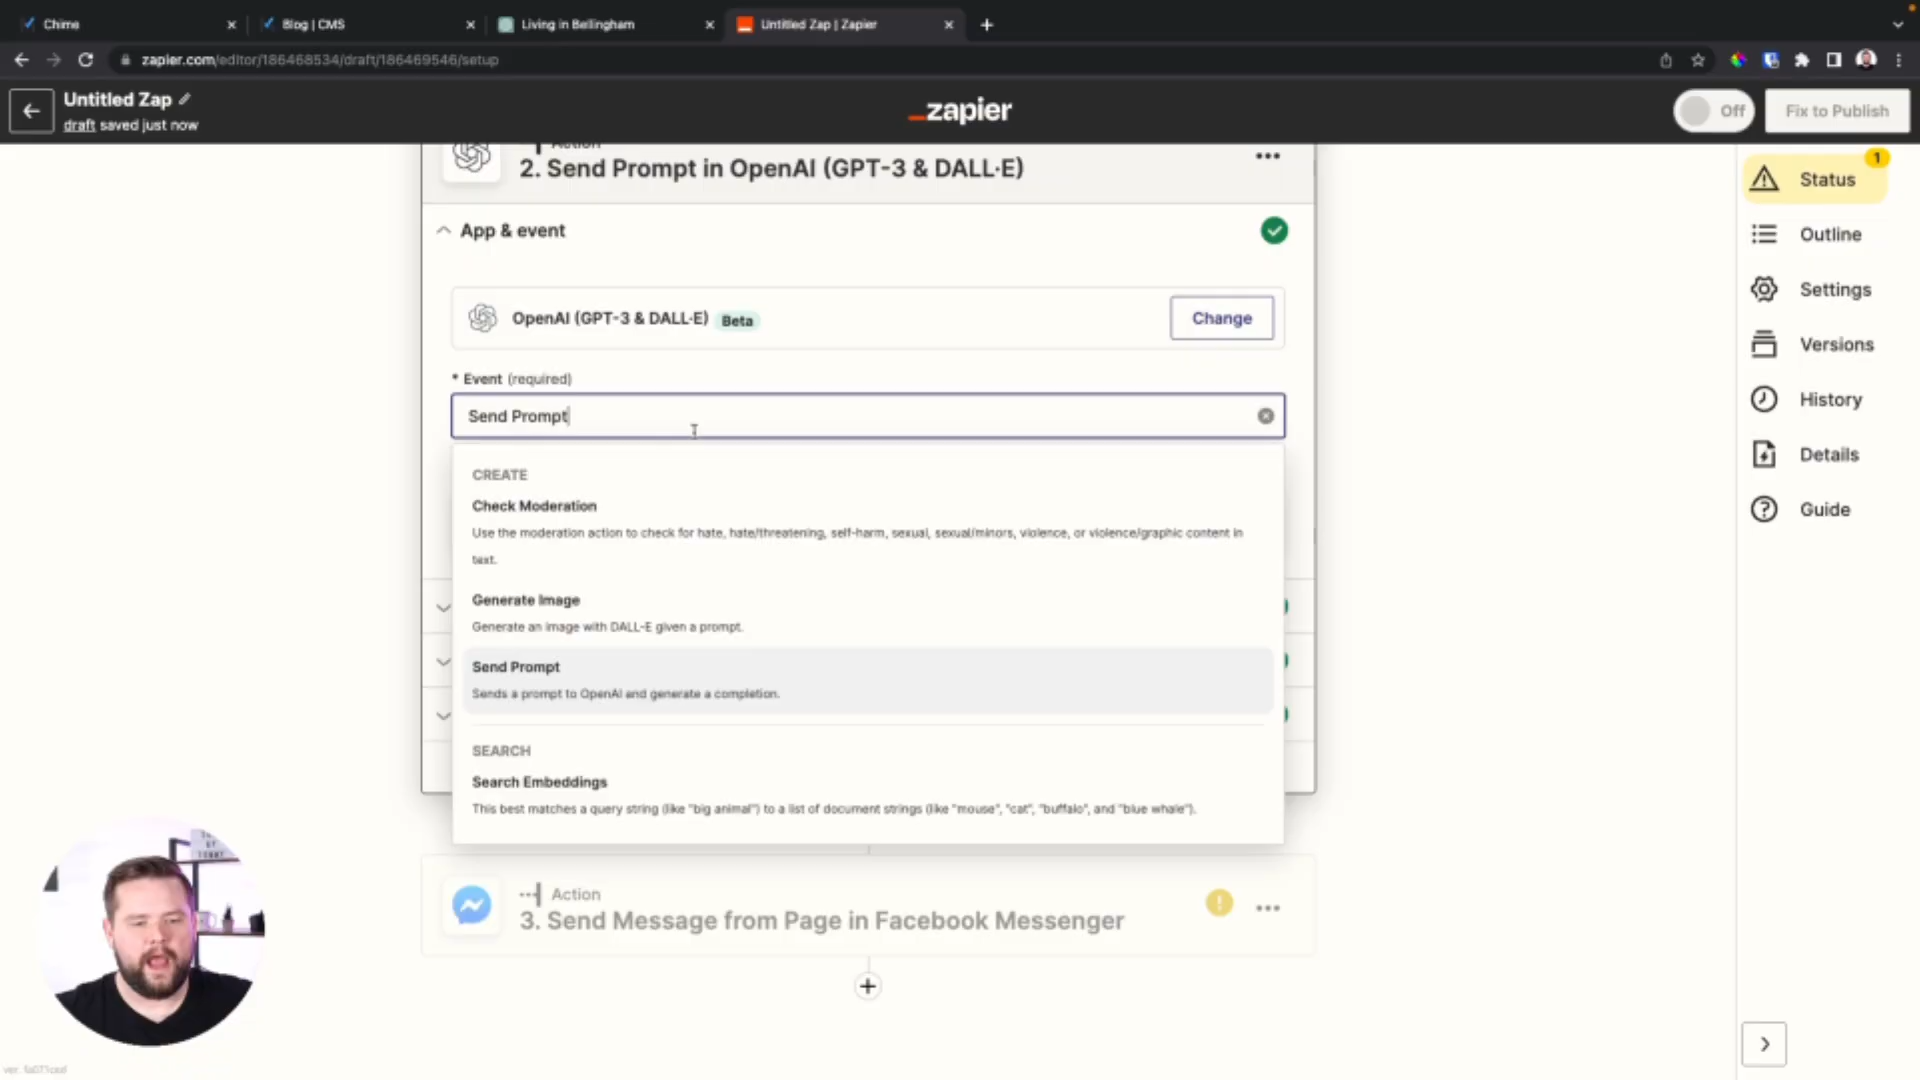 Chime
Blog | CMS
Living in Bellingham
Untitled Zap | Zapier
zapier.com/editor/186468534/draft/186469546/setup
Untitled Zap
draft saved just now
zapier
Off
Fix to Publish
Action
2. Send Prompt in OpenAI (GPT-3 & DALL·E)
App & event
OpenAI (GPT-3 & DALL·E) Beta
Change
* Event (required)
Send Prompt
CREATE
Check Moderation
Use the moderation action to check for hate, hate/threatening, self-harm, sexual, sexual/minors, violence, or violence/graphic content in
text.
Generate Image
Generate an image with DALL-E given a prompt.
Send Prompt
Sends a prompt to OpenAI and generate a completion.
SEARCH
Search Embeddings
This best matches a query string (like "big animal") to a list of document strings (like "mouse", "cat", "buffalo", and "blue whale").
Action
3. Send Message from Page in Facebook Messenger
1
Status
Outline
Settings
Versions
History
Details
Guide